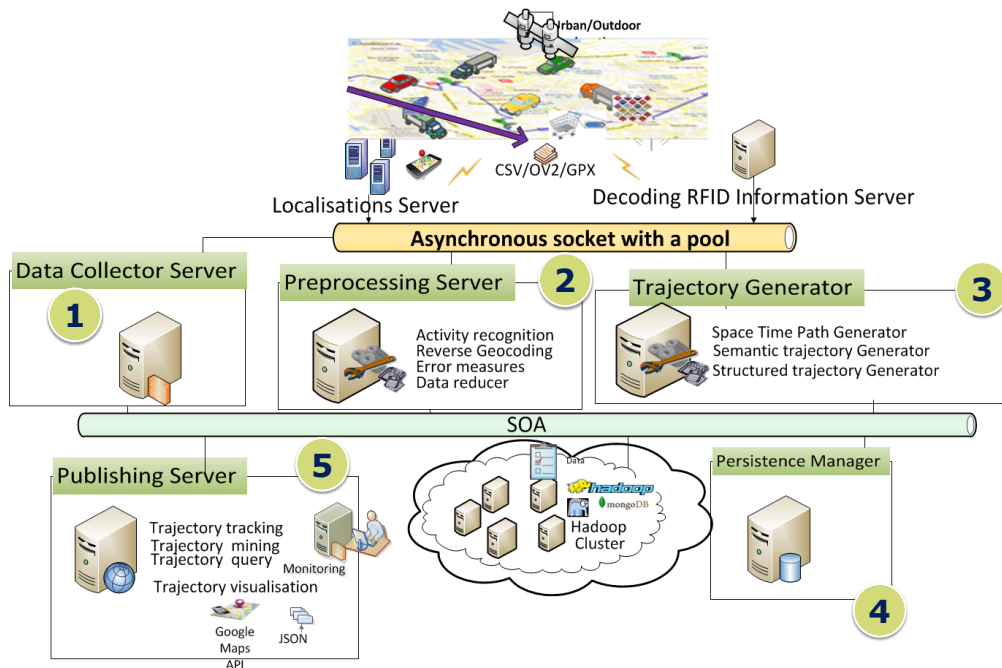 Urban/Outdoor
CSV/OV2/GPX
Localisations Server
Decoding RFID Information Server
Asynchronous socket with a pool
Data Collector Server
1
Preprocessing Server
2
Activity recognition
Reverse Geocoding
Error measures
Data reducer
Trajectory Generator
3
Space Time Path Generator
Semantic trajectory Generator
Structured trajectory Generator
SOA
Publishing Server
5
Trajectory tracking
Trajectory mining
Trajectory query
Monitoring
Trajectory visualisation
Google
Maps
API
JSON
Data
hadoop
mongoDB
Hadoop
Cluster
Persistence Manager
4